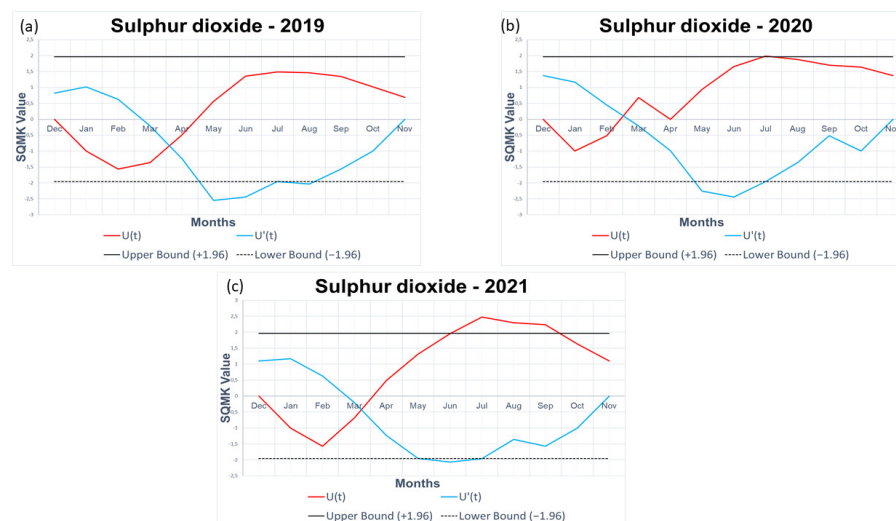 (a)
Sulphur dioxide - 2019
2,5
2
1,5
1
0,5
0
-0,5
-1
-1,5
-2
-2,5
-3
SQMK Value
Dec Jan Feb Mar Apr May Jun Jul Aug Sep Oct Nov
Months
U(t) U'(t)
Upper Bound (+1.96) Lower Bound (−1.96)
(b)
Sulphur dioxide - 2020
2,5
2
1,5
1
0,5
0
-0,5
-1
-1,5
-2
-2,5
-3
SQMK Value
Dec Jan Feb Mar Apr May Jun Jul Aug Sep Oct Nov
Months
U(t) U'(t)
Upper Bound (+1.96) Lower Bound (−1.96)
(c)
Sulphur dioxide - 2021
3
2,5
2
1,5
1
0,5
0
-0,5
-1
-1,5
-2
-2,5
SQMK Value
Dec Jan Feb Mar Apr May Jun Jul Aug Sep Oct Nov
Months
U(t) U'(t)
Upper Bound (+1.96) Lower Bound (−1.96)